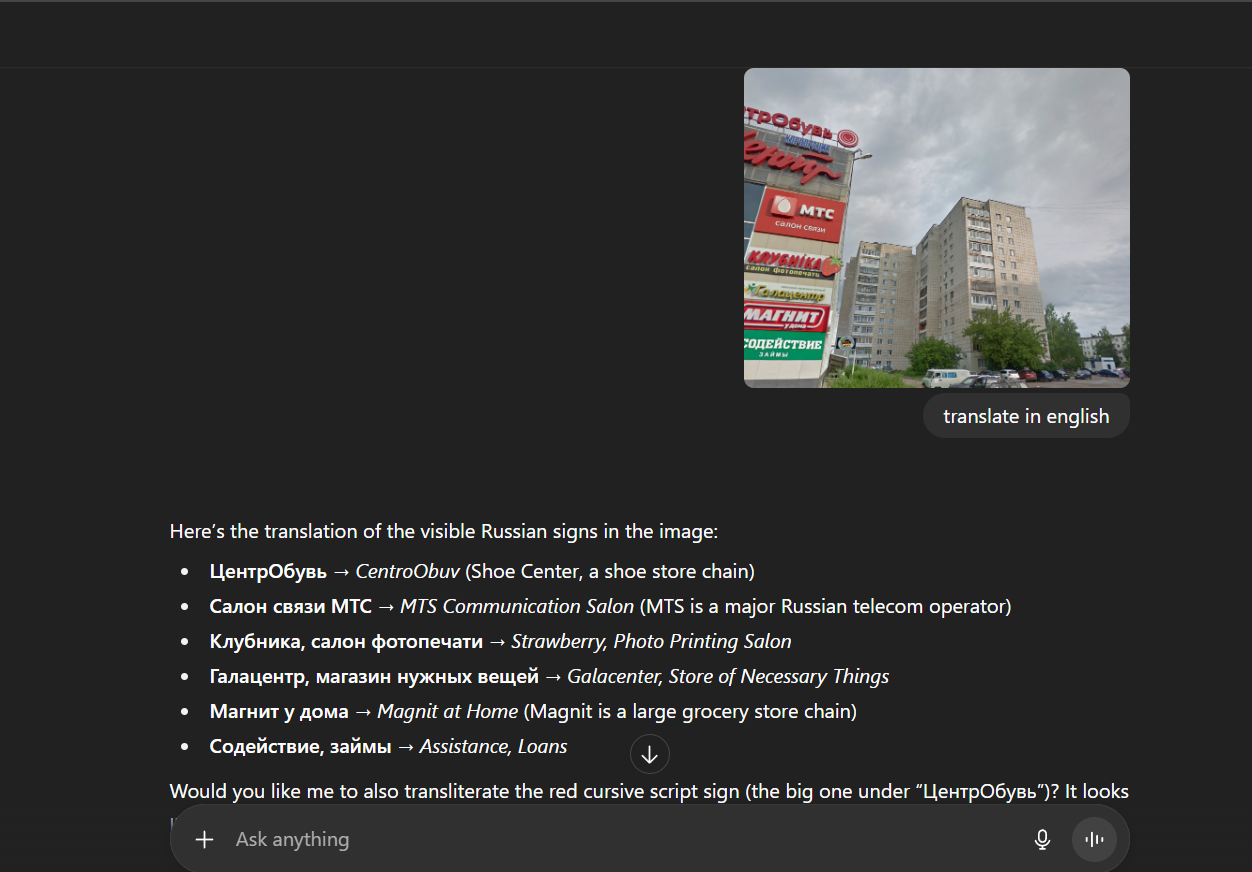 трОбувь
Центр
МТС
салон связи
КЛУБНIКА
салон фотопечати
Галацентр
МАГНИТ
у дома
СОДЕЙСТВИЕ
ЗАЙМЫ
translate in english
Here’s the translation of the visible Russian signs in the image:
• ЦентрОбувь → CentroObuv (Shoe Center, a shoe store chain)
• Салон связи МТС → MTS Communication Salon (MTS is a major Russian telecom operator)
• Клубника, салон фотопечати → Strawberry, Photo Printing Salon
• Галацентр, магазин нужных вещей → Galacenter, Store of Necessary Things
• Магнит у дома → Magnit at Home (Magnit is a large grocery store chain)
• Содействие, займы → Assistance, Loans
Would you like me to also transliterate the red cursive script sign (the big one under “ЦентрОбувь”)? It looks
Ask anything